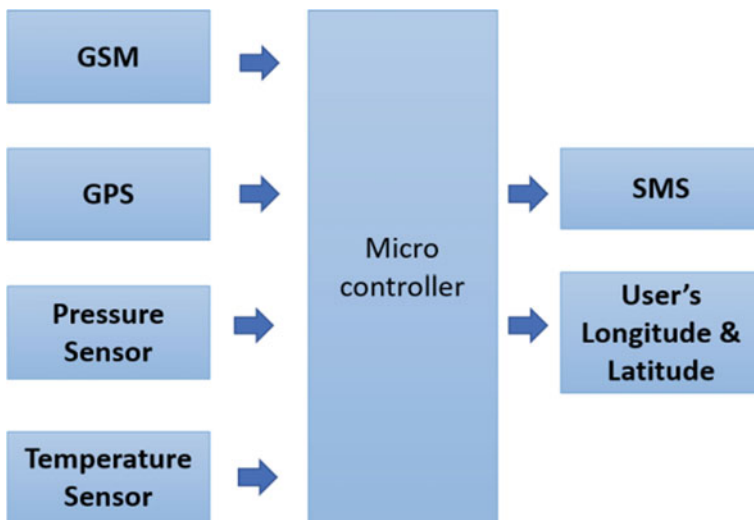 GSM
GPS
Pressure
Sensor
Temperature
Sensor
Micro
controller
SMS
User's
Longitude &
Latitude